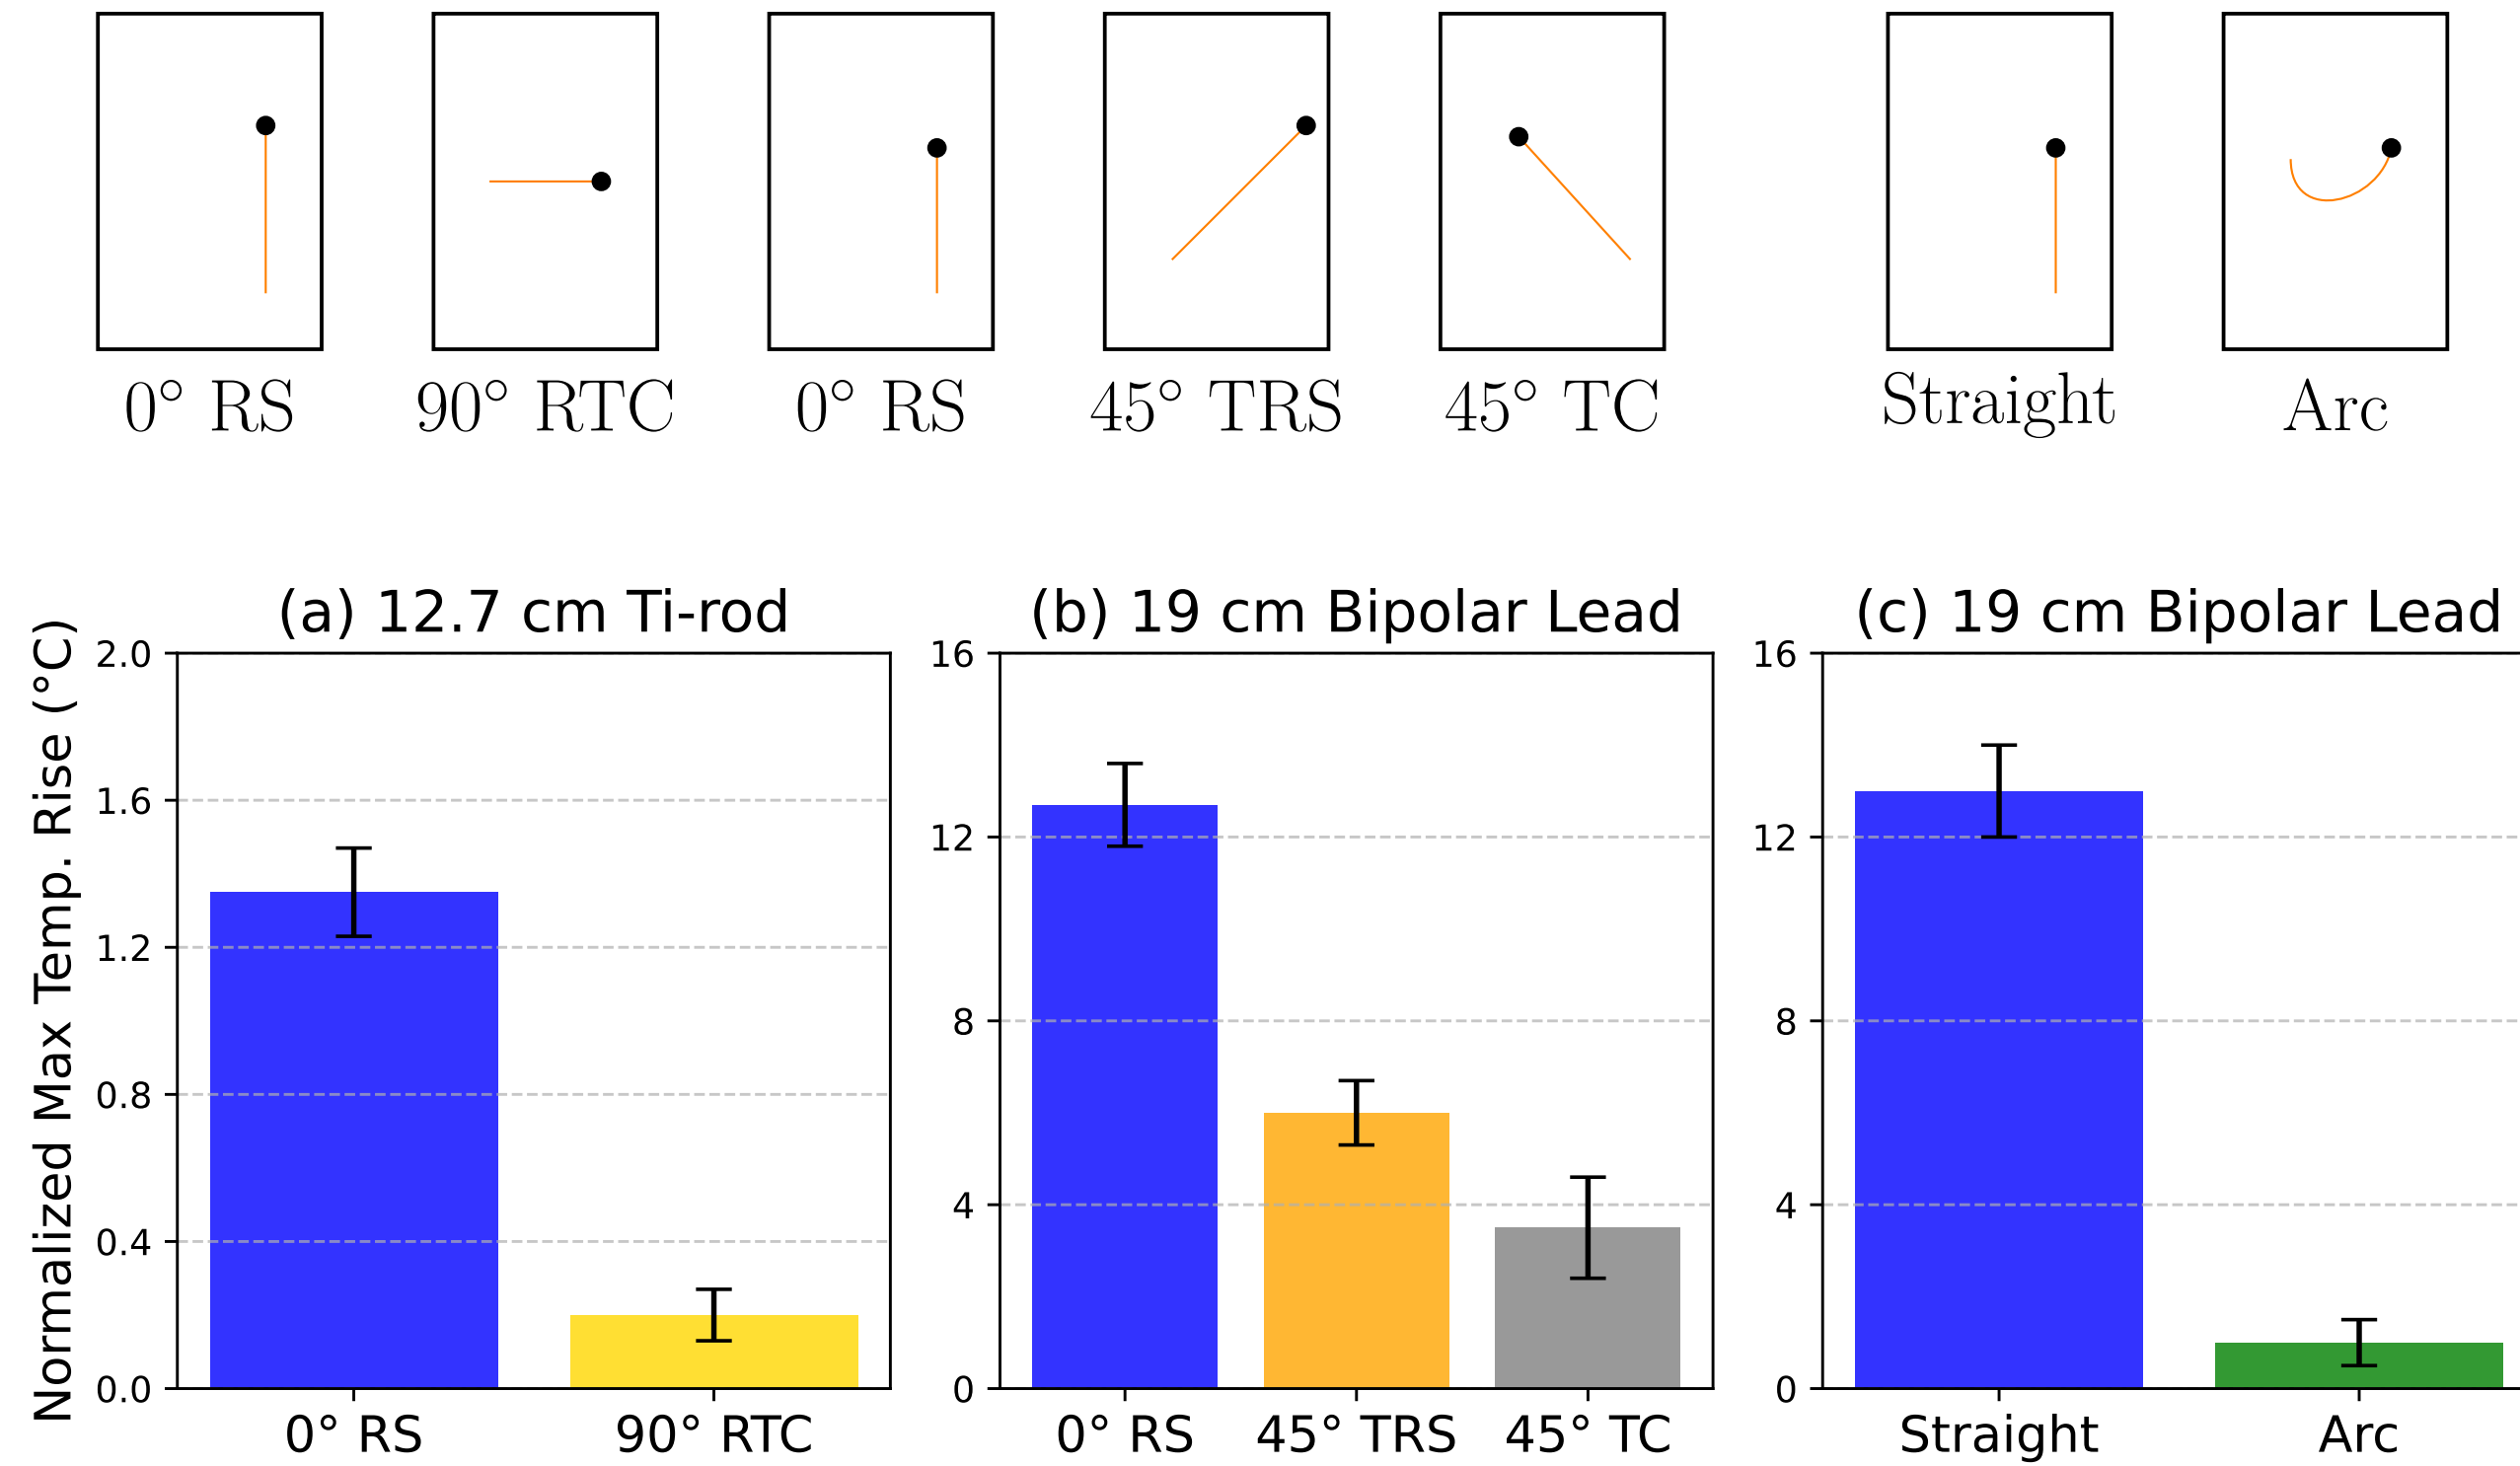 0° RS
90° RTC
0° RS
45° TRS
45° TC
Straight
Arc
Normalized Max Temp. Rise (°C)
(a) 12.7 cm Ti-rod
2.0
1.6
1.2
0.8
0.4
0.0
0° RS
90° RTC
(b) 19 cm Bipolar Lead
16
12
8
4
0
0° RS
45° TRS
45° TC
(c) 19 cm Bipolar Lead
16
12
8
4
0
Straight
Arc